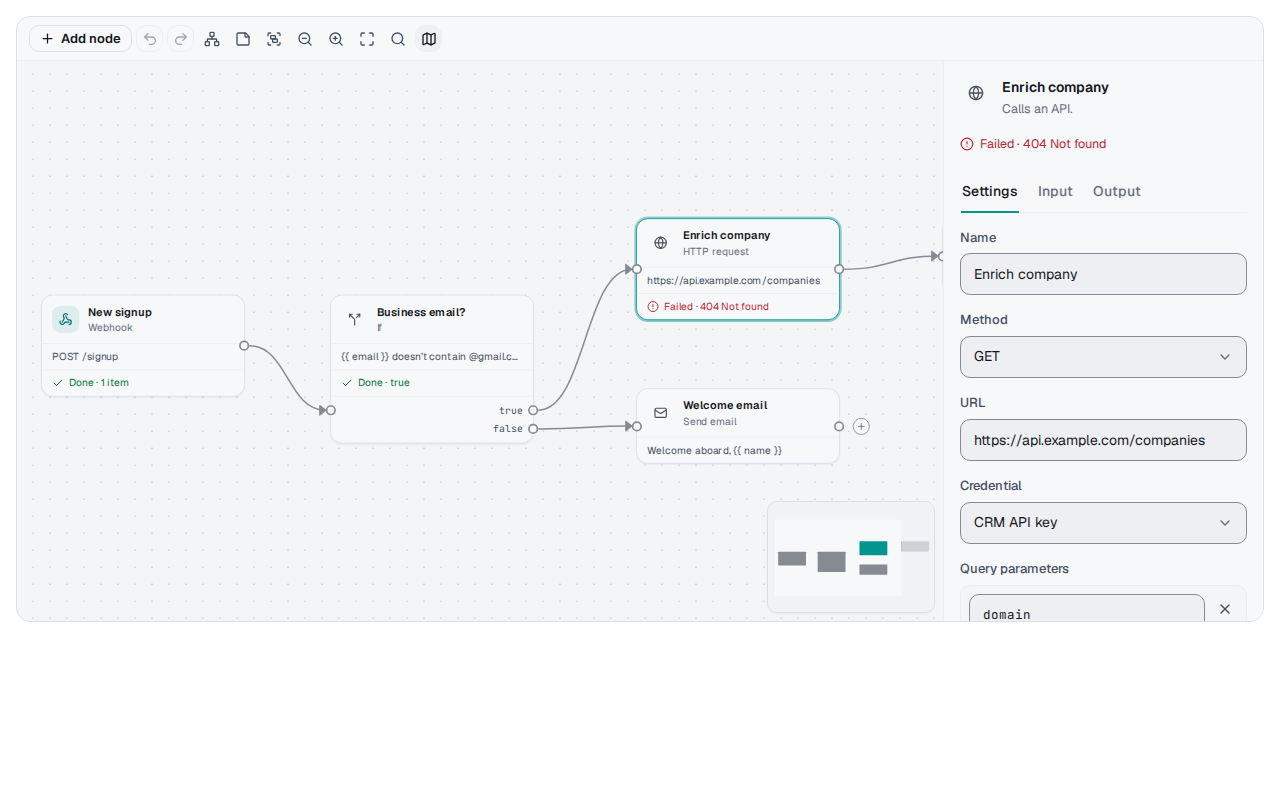 Add node
New signup
Webhook
POST /signup
Done · 1 item
Business email?
If
{{ email }} doesn't contain @gmail.c…
Done · true
true
false
Enrich company
HTTP request
https://api.example.com/companies
Failed · 404 Not found
Welcome email
Send email
Welcome aboard, {{ name }}
Enrich company
Calls an API.
Failed · 404 Not found
Settings Input Output
Name
Enrich company
Method
GET
URL
https://api.example.com/companies
Credential
CRM API key
Query parameters
domain